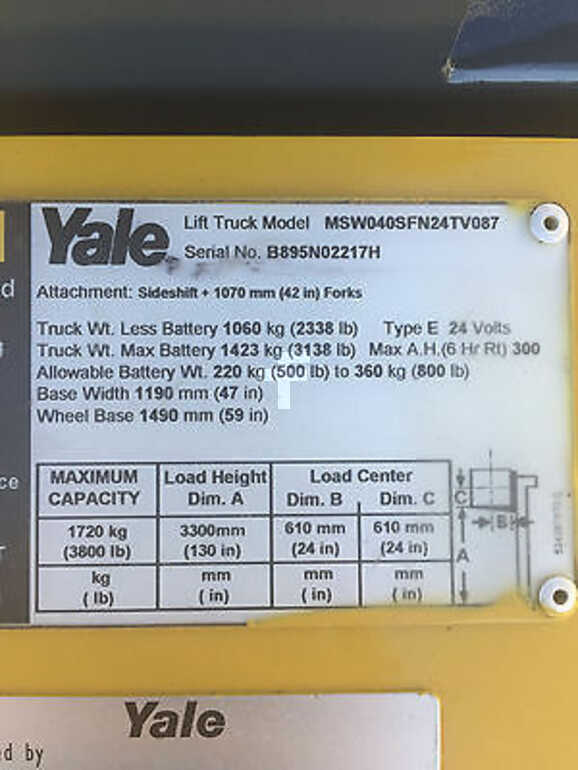 Yale Lift Truck Model MSW040SFN24TV087
Serial No. B895N02217H
Attachment: Sideshift + 1070 mm (42 in) Forks
Truck Wt. Less Battery 1060 kg (2338 lb) Type E 24 Volts
Truck Wt. Max Battery 1423 kg (3138 lb) Max A.H.(6 Hr Rt) 300
Allowable Battery Wt. 220 kg (500 lb) to 360 kg (800 lb)
Base Width 1190 mm (47 in)
Wheel Base 1490 mm (59 in)
MAXIMUM CAPACITY Load Height Dim. A Load Center Dim. B Dim. C
1720 kg (3800 lb) 3300mm (130 in) 610 mm (24 in) 610 mm (24 in)
kg ( lb) mm ( in) mm ( in) mm ( in)
C
B
A
Yale
ed by